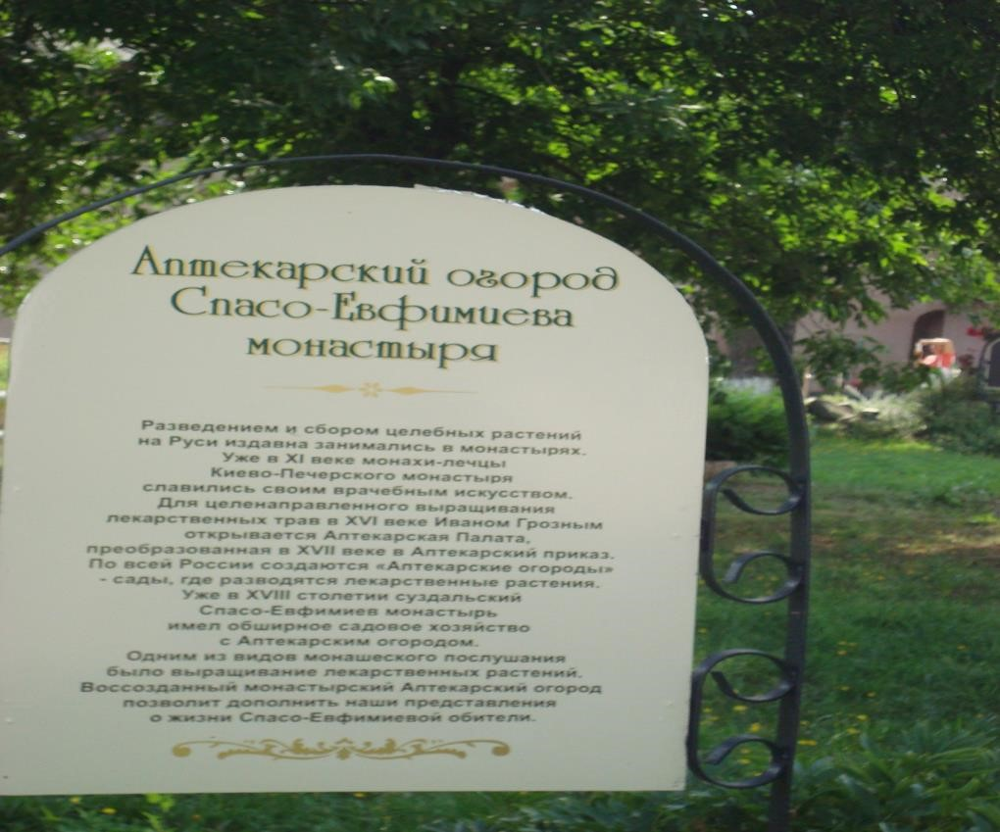 Аптекарский огород
Спасо-Евфимиева
монастыря
Разведением и сбором целебных растений
на Руси издавна занимались в монастырях.
Уже в XI веке монахи-лечцы
Киево-Печерского монастыря
славились своим врачебным искусством.
Для целенаправленного выращивания
лекарственных трав в XVI веке Иваном Грозным
открывается Аптекарская Палата,
преобразованная в XVII веке в Аптекарский приказ.
По всей России создаются «Аптекарские огороды»
- сады, где разводятся лекарственные растения.
Уже в XVIII столетии суздальский
Спасо-Евфимиев монастырь
имел обширное садовое хозяйство
с Аптекарским огородом.
Одним из видов монашеского послушания
было выращивание лекарственных растений.
Воссозданный монастырский Аптекарский огород
позволит дополнить наши представления
о жизни Спасо-Евфимиевой обители.